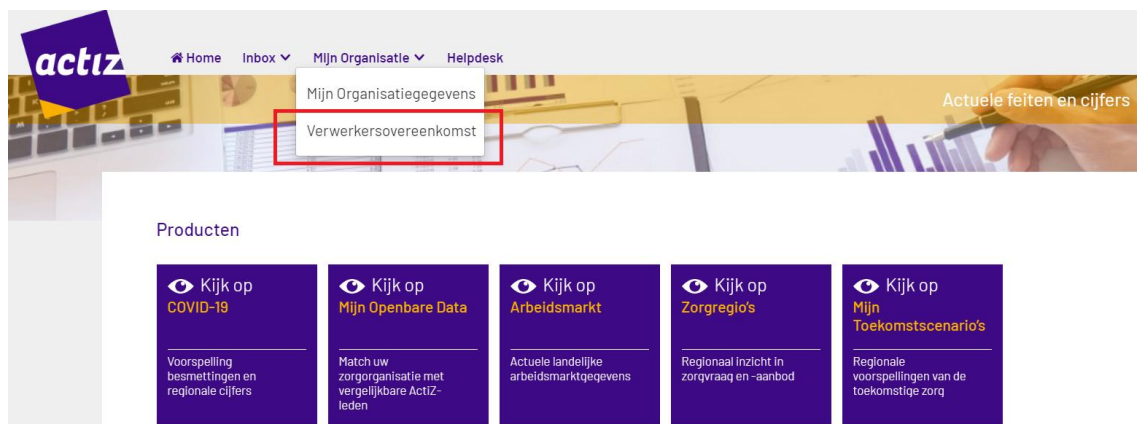 actiz
Home Inbox Mijn Organisatie Helpdesk
Mijn Organisatiegegevens
Verwerkersovereenkomst
Actuele feiten en cijfers
Producten
Kijk op
COVID-19
Voorspelling
besmettingen en
regionale cijfers
Kijk op
Mijn Openbare Data
Match uw
zorgorganisatie met
vergelijkbare ActiZ-
leden
Kijk op
Arbeidsmarkt
Actuele landelijke
arbeidsmarktgegevens
Kijk op
Zorgregio's
Regionaal inzicht in
zorgvraag en -aanbod
Kijk op
Mijn
Toekomstscenario's
Regionale
voorspellingen van de
toekomstige zorg